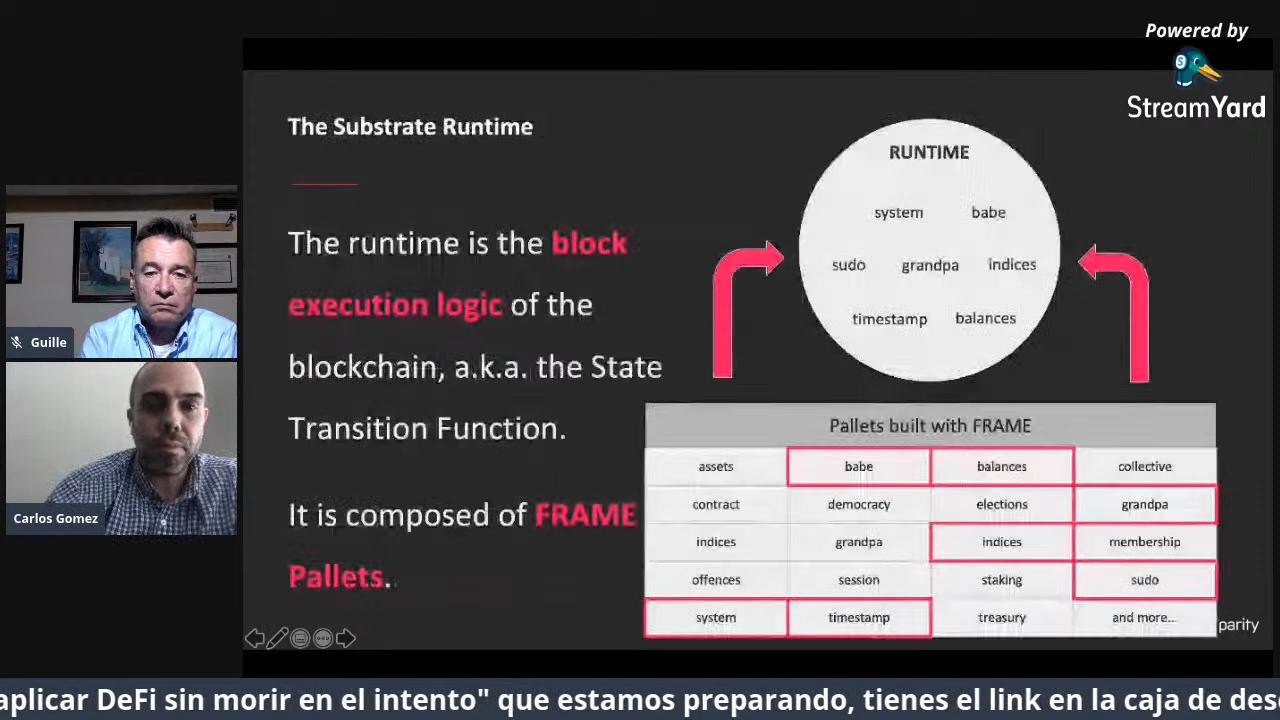 Powered by
StreamYard
The Substrate Runtime
The runtime is the block
execution logic of the
blockchain, a.k.a. the State
Transition Function.
It is composed of FRAME
Pallets.
RUNTIME
system babe
sudo grandpa indices
timestamp balances
Pallets built with FRAME
assets babe balances collective
contract democracy elections grandpa
indices grandpa indices membership
offences session staking sudo
system timestamp treasury and more...
parity
Guille
Carlos Gomez
aplicar DeFi sin morir en el intento" que estamos preparando, tienes el link en la caja de des